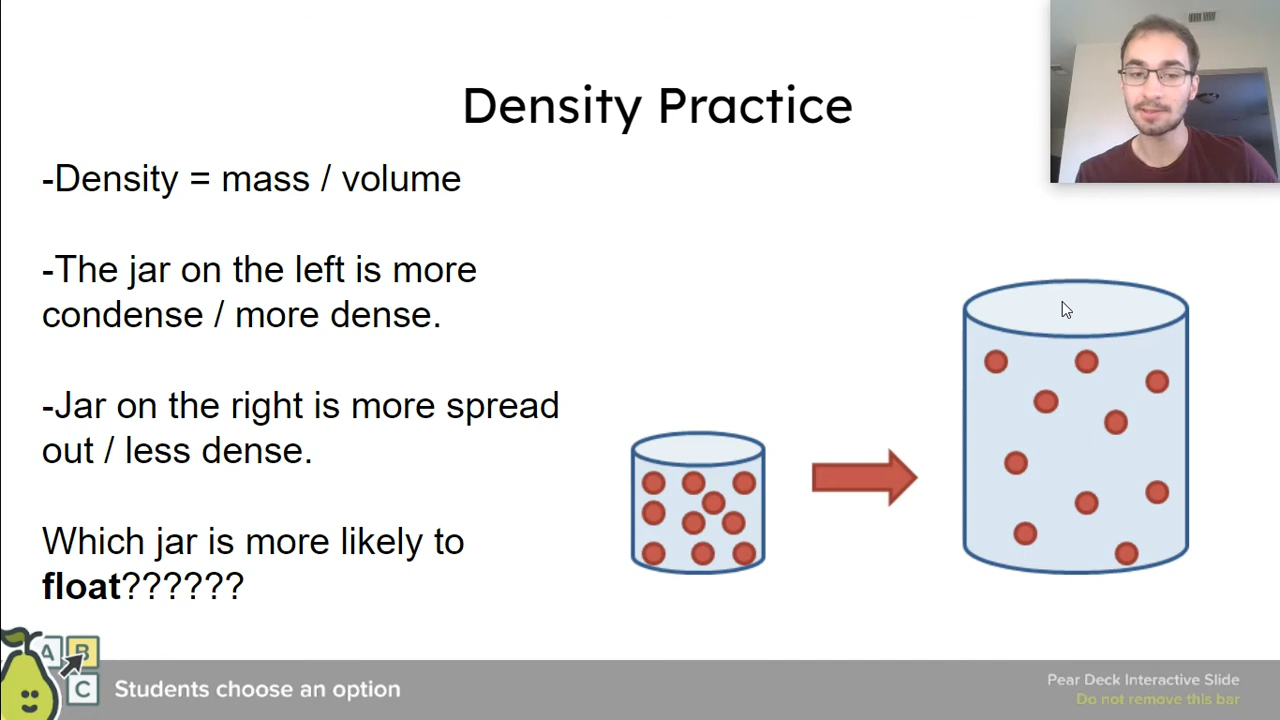 Density Practice
-Density = mass / volume
-The jar on the left is more
condense / more dense.
-Jar on the right is more spread
out / less dense.
Which jar is more likely to
float??????
A B
C
Students choose an option
Pear Deck Interactive Slide
Do not remove this bar